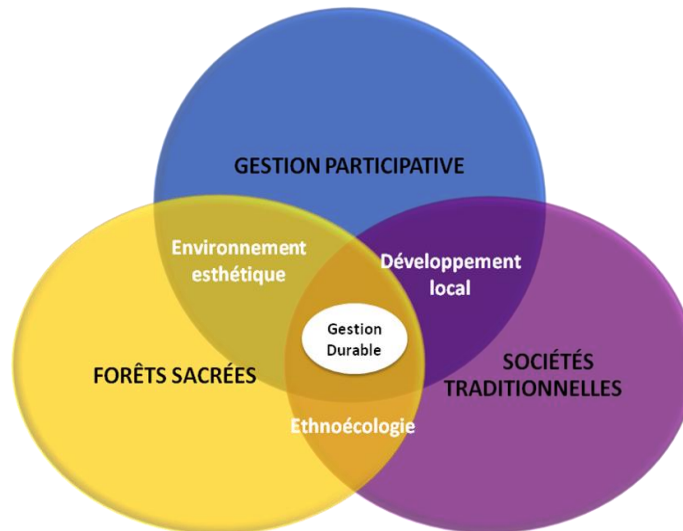 GESTION PARTICIPATIVE
Environnement
esthétique
Développement
local
Gestion
Durable
FORÊTS SACRÉES
SOCIÉTÉS
TRADITIONNELLES
Ethnoécologie